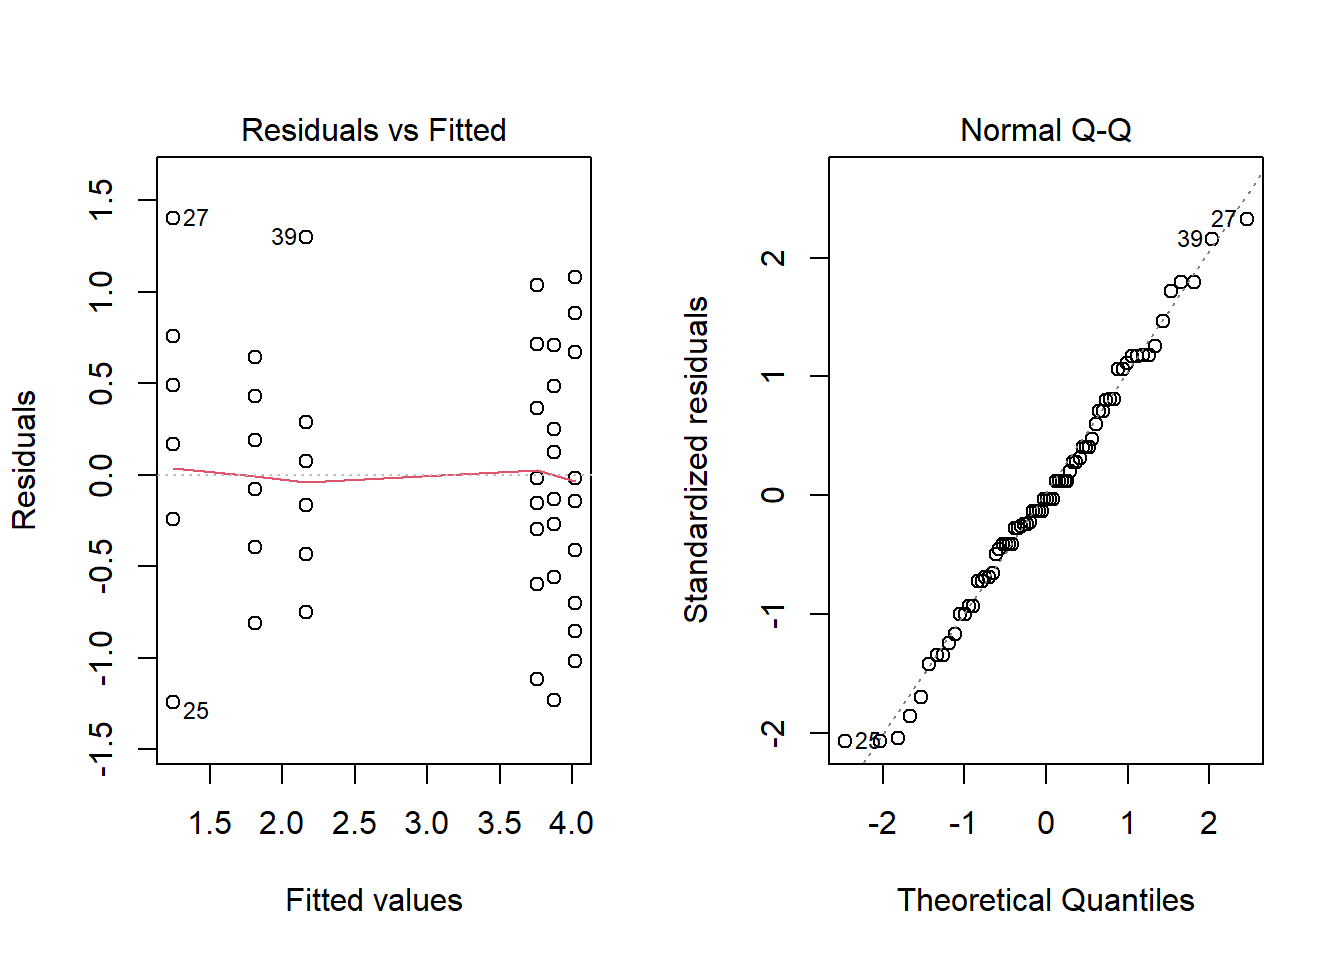 Residuals vs Fitted
Residuals
1.5
1.0
0.5
0.0
-0.5
-1.0
-1.5
27
39
25
1.5 2.0 2.5 3.0 3.5 4.0
Fitted values
Normal Q-Q
Standardized residuals
2
1
0
-1
-2
27
39
25
-2 -1 0 1 2
Theoretical Quantiles